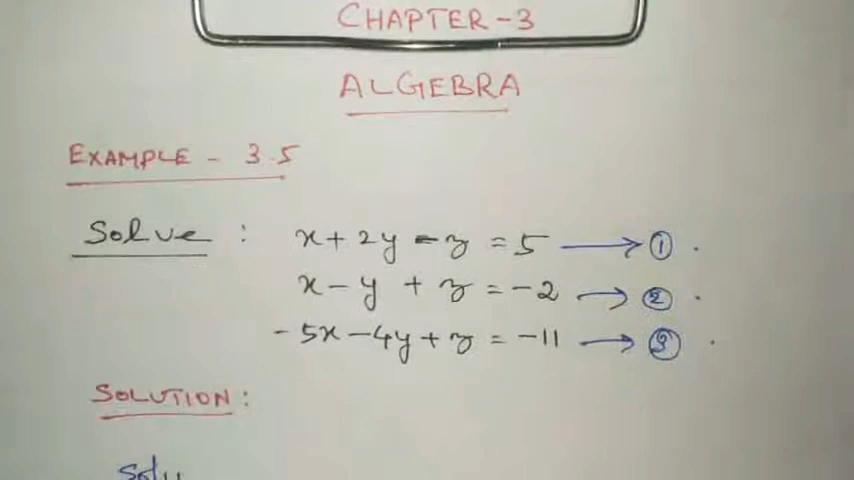 CHAPTER-3
ALGEBRA
EXAMPLE - 3.5
Solve : x + 2y - z = 5 → ①.
x - y + z = -2 → ②.
-5x - 4y + z = -11 → ③.
SOLUTION: